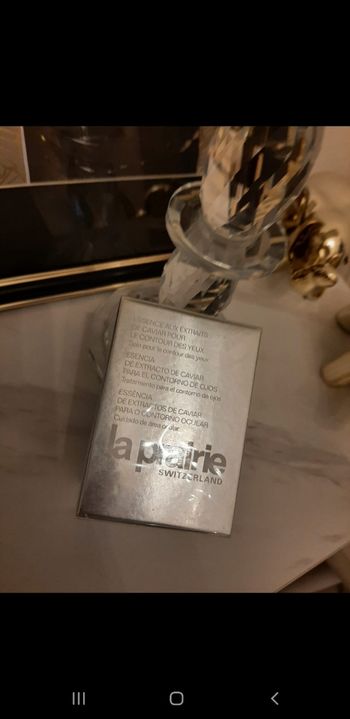 ESSENCE AUX EXTRAITS
DE CAVIAR POUR
LE CONTOUR DES YEUX
Soin pour le contour des yeux
ESENCIA
DE EXTRACTO DE CAVIAR
PARA EL CONTORNO DE OJOS
Tratamiento para el contorno de ojos
ESSÊNCIA
DE EXTRACTOS DE CAVIAR
PARA O CONTORNO OCULAR
Cuidado de área ocular
la prairie
SWITZERLAND